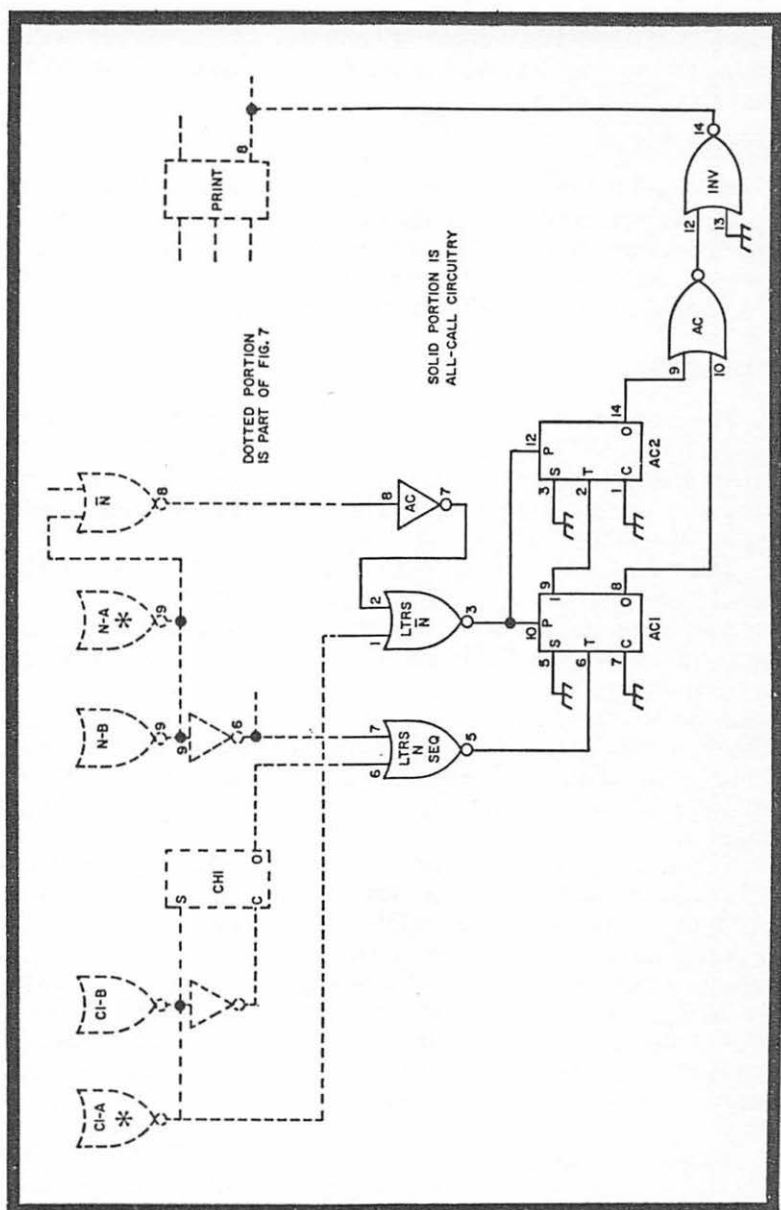 CI-A
*
CI-B
N-B
N-A
*
N̅
9
9
8
PRINT
8
S
CH1
C
O
9
6
DOTTED PORTION
IS PART OF FIG. 7
6
7
LTRS
N
SEQ
5
1
2
LTRS
N̅
3
8
AC
7
SOLID PORTION IS
ALL-CALL CIRCUITRY
5
S
10
P
1
9
6
T
7
C
O
8
AC1
3
S
12
P
2
T
1
C
O
14
AC2
9
10
AC
12
13
INV
14